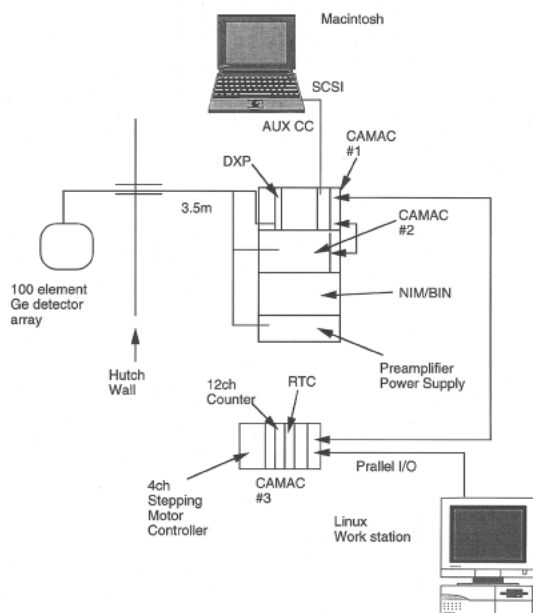 Macintosh
SCSI
AUX CC
CAMAC
#1
DXP
CAMAC
#2
3.5m
100 element
Ge detector
array
NIM/BIN
Hutch
Wall
Preamplifier
Power Supply
12ch
Counter
RTC
4ch
Stepping
Motor
Controller
CAMAC
#3
Prallel I/O
Linux
Work station